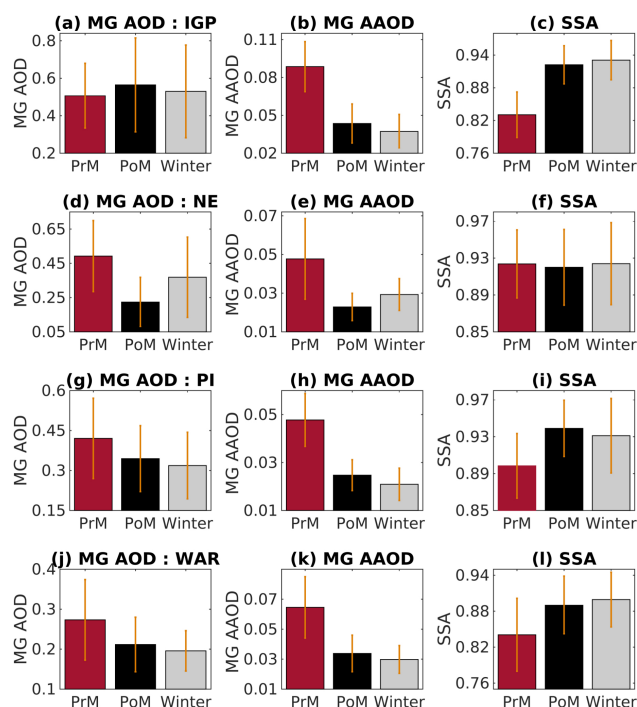 (a) MG AOD : IGP
MG AOD
0.8
0.6
0.4
0.2
PrM PoM Winter
(b) MG AAOD
MG AAOD
0.11
0.08
0.05
0.02
PrM PoM Winter
(c) SSA
SSA
0.94
0.88
0.82
0.76
PrM PoM Winter
(d) MG AOD : NE
MG AOD
0.65
0.45
0.25
0.05
PrM PoM Winter
(e) MG AAOD
MG AAOD
0.07
0.05
0.03
0.01
PrM PoM Winter
(f) SSA
SSA
0.97
0.93
0.89
0.85
PrM PoM Winter
(g) MG AOD : PI
MG AOD
0.6
0.45
0.3
0.15
PrM PoM Winter
(h) MG AAOD
MG AAOD
0.05
0.03
0.01
PrM PoM Winter
(i) SSA
SSA
0.97
0.93
0.89
0.85
PrM PoM Winter
(j) MG AOD : WAR
MG AOD
0.4
0.3
0.2
0.1
PrM PoM Winter
(k) MG AAOD
MG AAOD
0.07
0.05
0.03
0.01
PrM PoM Winter
(l) SSA
SSA
0.94
0.88
0.82
0.76
PrM PoM Winter